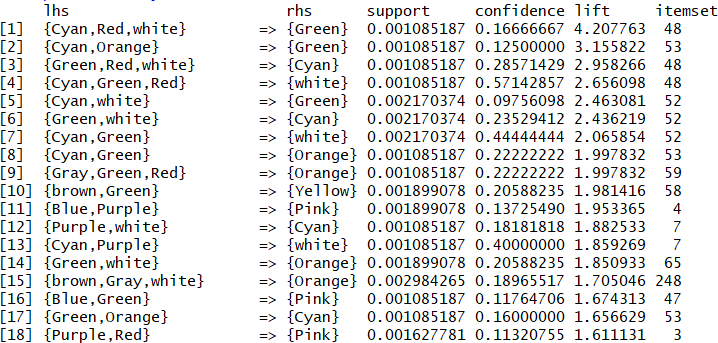 lhs rhs support confidence lift itemset
[1] {Cyan,Red,white} => {Green} 0.001085187 0.16666667 4.207763 48
[2] {Cyan,Orange} => {Green} 0.001085187 0.12500000 3.155822 53
[3] {Green,Red,white} => {Cyan} 0.001085187 0.28571429 2.958266 48
[4] {Cyan,Green,Red} => {white} 0.001085187 0.57142857 2.656098 48
[5] {Cyan,white} => {Green} 0.002170374 0.09756098 2.463081 52
[6] {Green,white} => {Cyan} 0.002170374 0.23529412 2.436219 52
[7] {Cyan,Green} => {white} 0.002170374 0.44444444 2.065854 52
[8] {Cyan,Green} => {Orange} 0.001085187 0.22222222 1.997832 53
[9] {Gray,Green,Red} => {Orange} 0.001085187 0.22222222 1.997832 59
[10] {brown,Green} => {Yellow} 0.001899078 0.20588235 1.981416 58
[11] {Blue,Purple} => {Pink} 0.001899078 0.13725490 1.953365 4
[12] {Purple,white} => {Cyan} 0.001085187 0.18181818 1.882533 7
[13] {Cyan,Purple} => {white} 0.001085187 0.40000000 1.859269 7
[14] {Green,white} => {Orange} 0.001899078 0.20588235 1.850933 65
[15] {brown,Gray,white} => {Orange} 0.002984265 0.18965517 1.705046 248
[16] {Blue,Green} => {Pink} 0.001085187 0.11764706 1.674313 47
[17] {Green,Orange} => {Cyan} 0.001085187 0.16000000 1.656629 53
[18] {Purple,Red} => {Pink} 0.001627781 0.11320755 1.611131 3